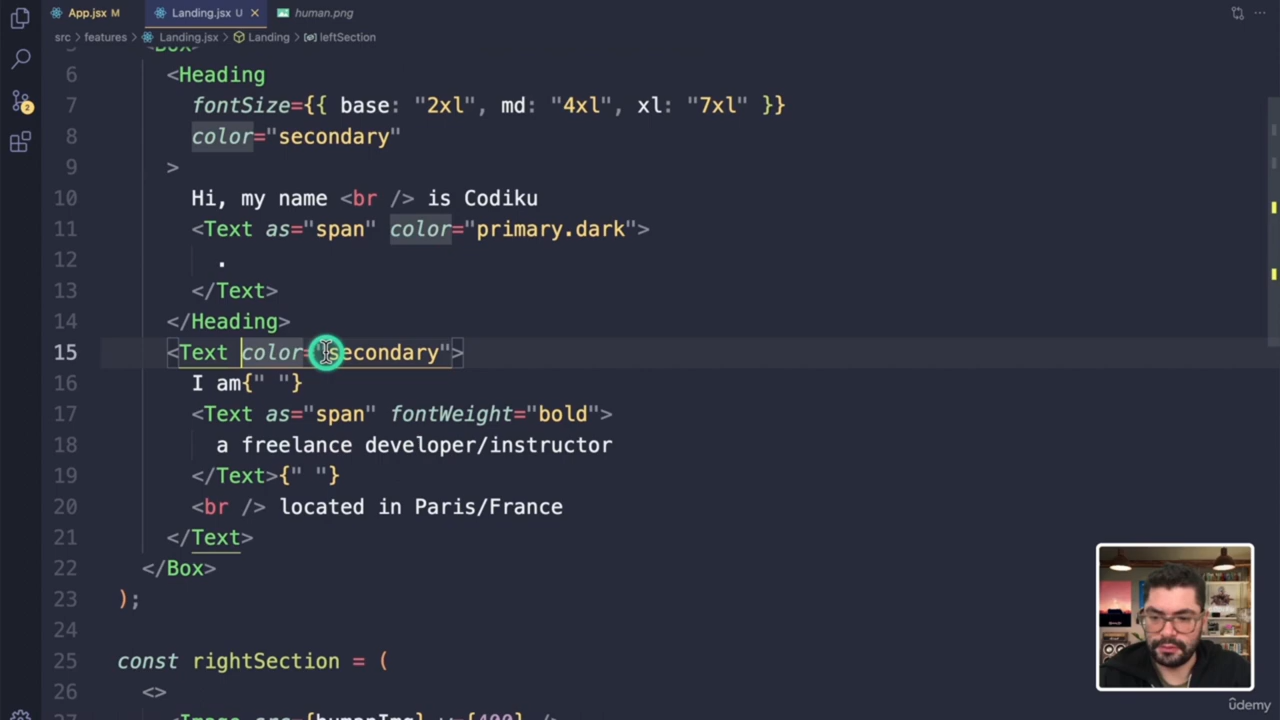 App.jsx M Landing.jsx U human.png
src features Landing.jsx Landing leftSection
6 <Heading
7 fontSize={{ base: "2xl", md: "4xl", xl: "7xl" }}
8 color="secondary"
9 >
10 Hi, my name <br /> is Codiku
11 <Text as="span" color="primary.dark">
12 .
13 </Text>
14 </Heading>
15 <Text color="secondary">
16 I am{" "}
17 <Text as="span" fontWeight="bold">
18 a freelance developer/instructor
19 </Text>{" "}
20 <br /> located in Paris/France
21 </Text>
22 </Box>
23 );
24
25 const rightSection = (
26 <>
2
ûdemy